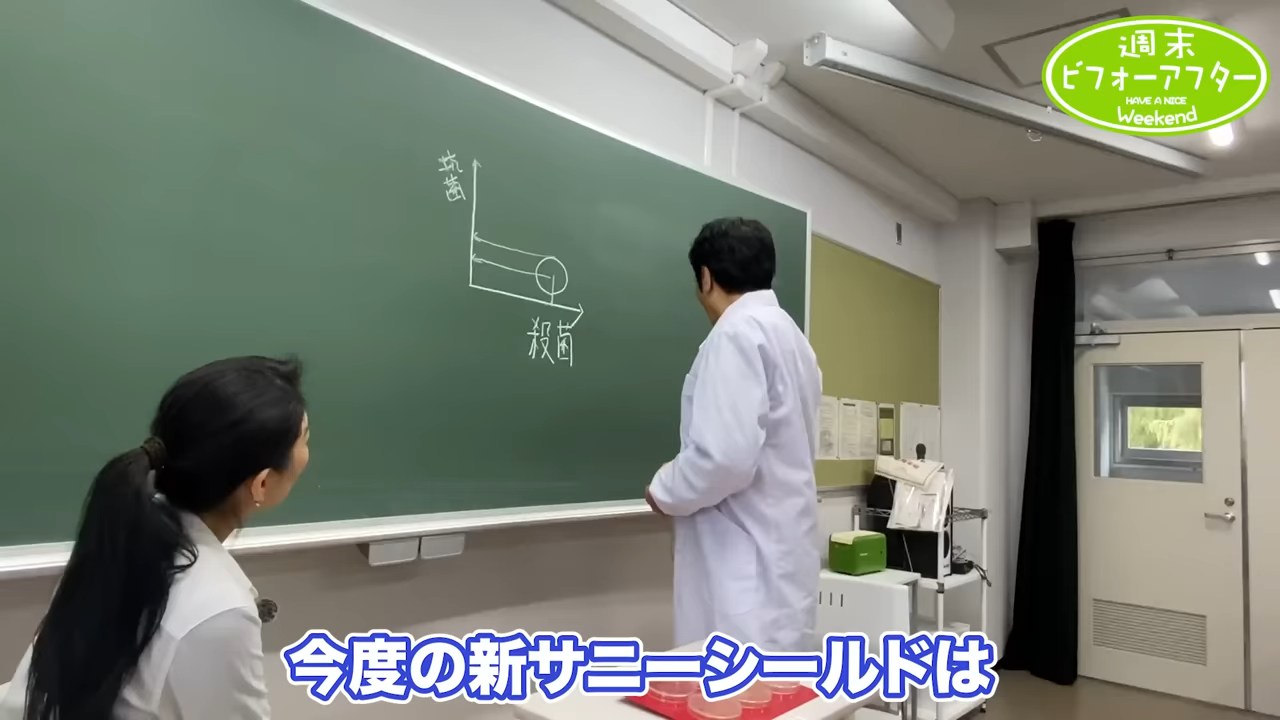 週末
ビフォーアフター
HAVE A NICE
Weekend
抗菌
殺菌
今度の新サニーシールドは